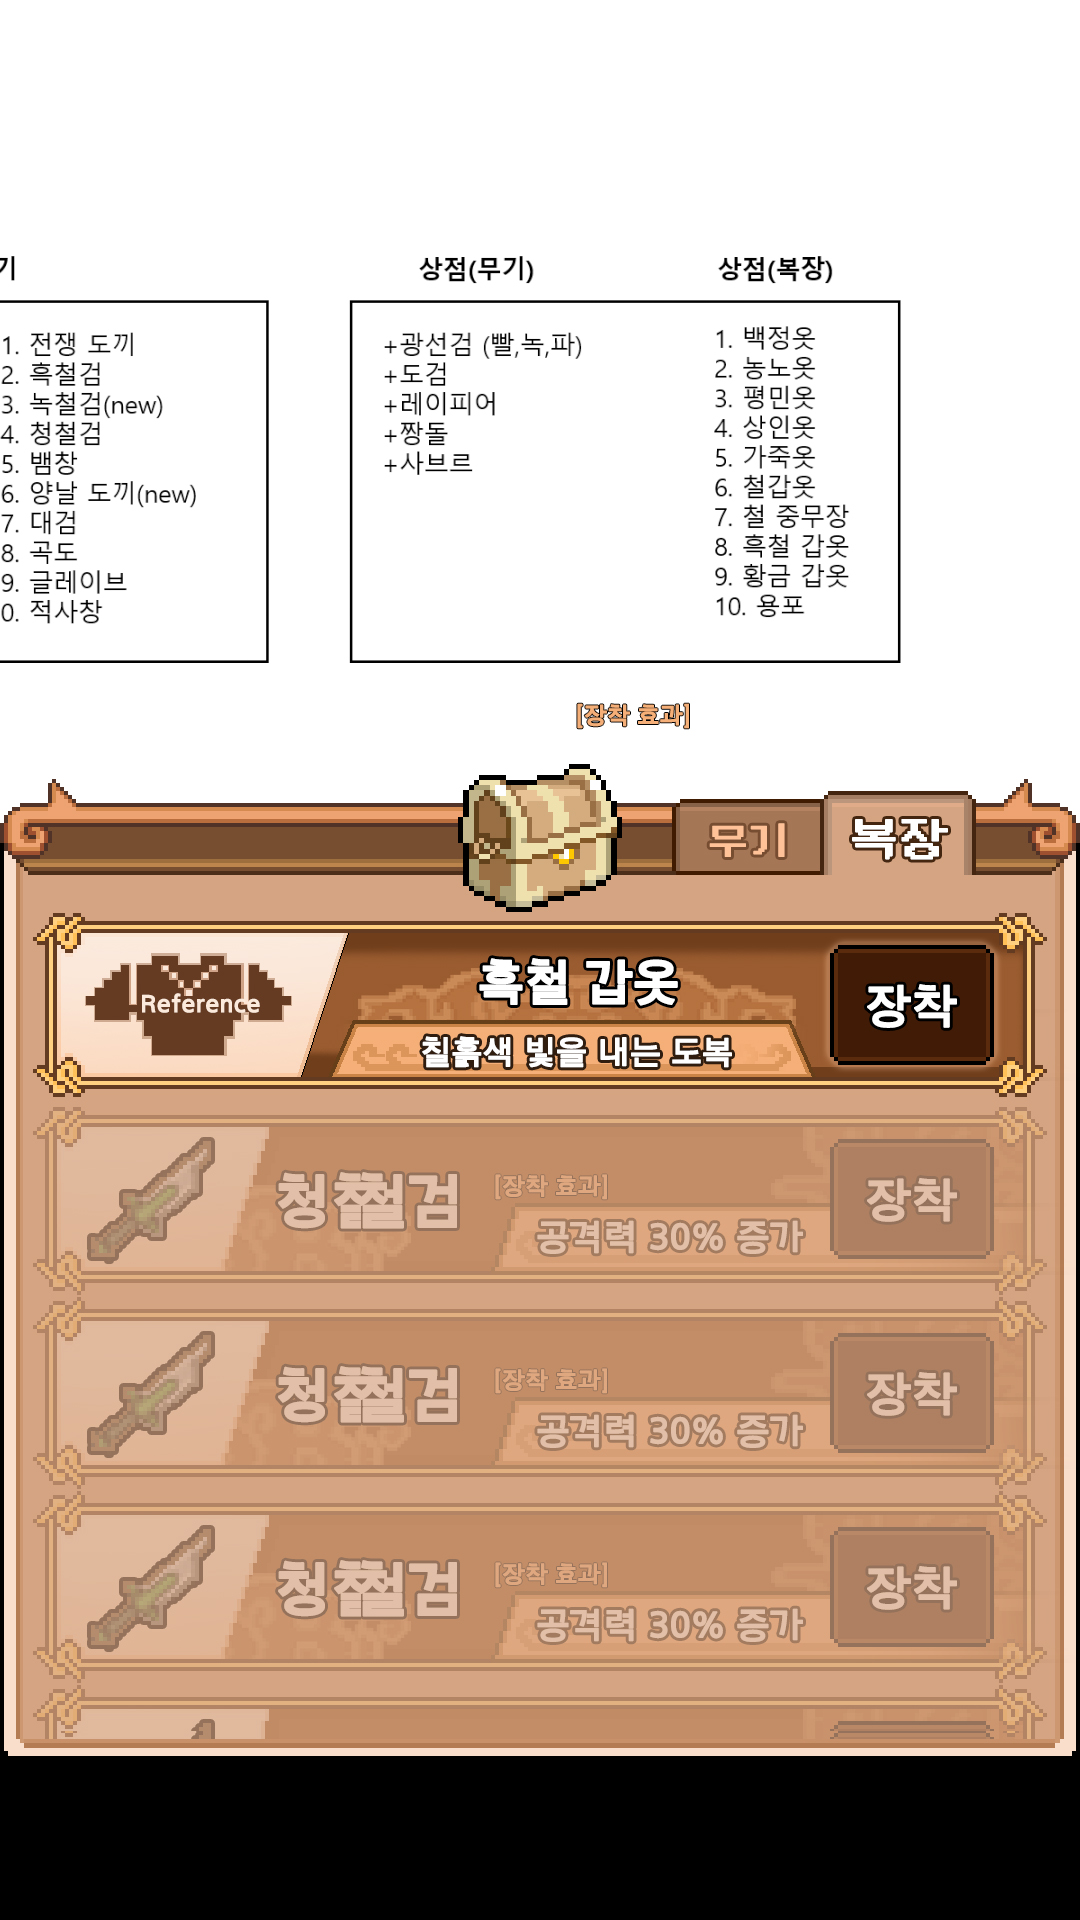 기
1. 전쟁 도끼
2. 흑철검
3. 녹철검(new)
4. 청철검
5. 뱀창
6. 양날 도끼(new)
7. 대검
8. 곡도
9. 글레이브
0. 적사창
상점(무기)
+광선검 (빨,녹,파)
+도검
+레이피어
+짱돌
+사브르
상점(복장)
1. 백정옷
2. 농노옷
3. 평민옷
4. 상인옷
5. 가죽옷
6. 철갑옷
7. 철 중무장
8. 흑철 갑옷
9. 황금 갑옷
10. 용포
[장착 효과]
무기
복장
Reference
흑철 갑옷
칠흙색 빛을 내는 도복
장착
청쩔검
[장착 효과]
공격력 30% 증가
장착
청쩔검
[장착 효과]
공격력 30% 증가
장착
청쩔검
[장착 효과]
공격력 30% 증가
장착